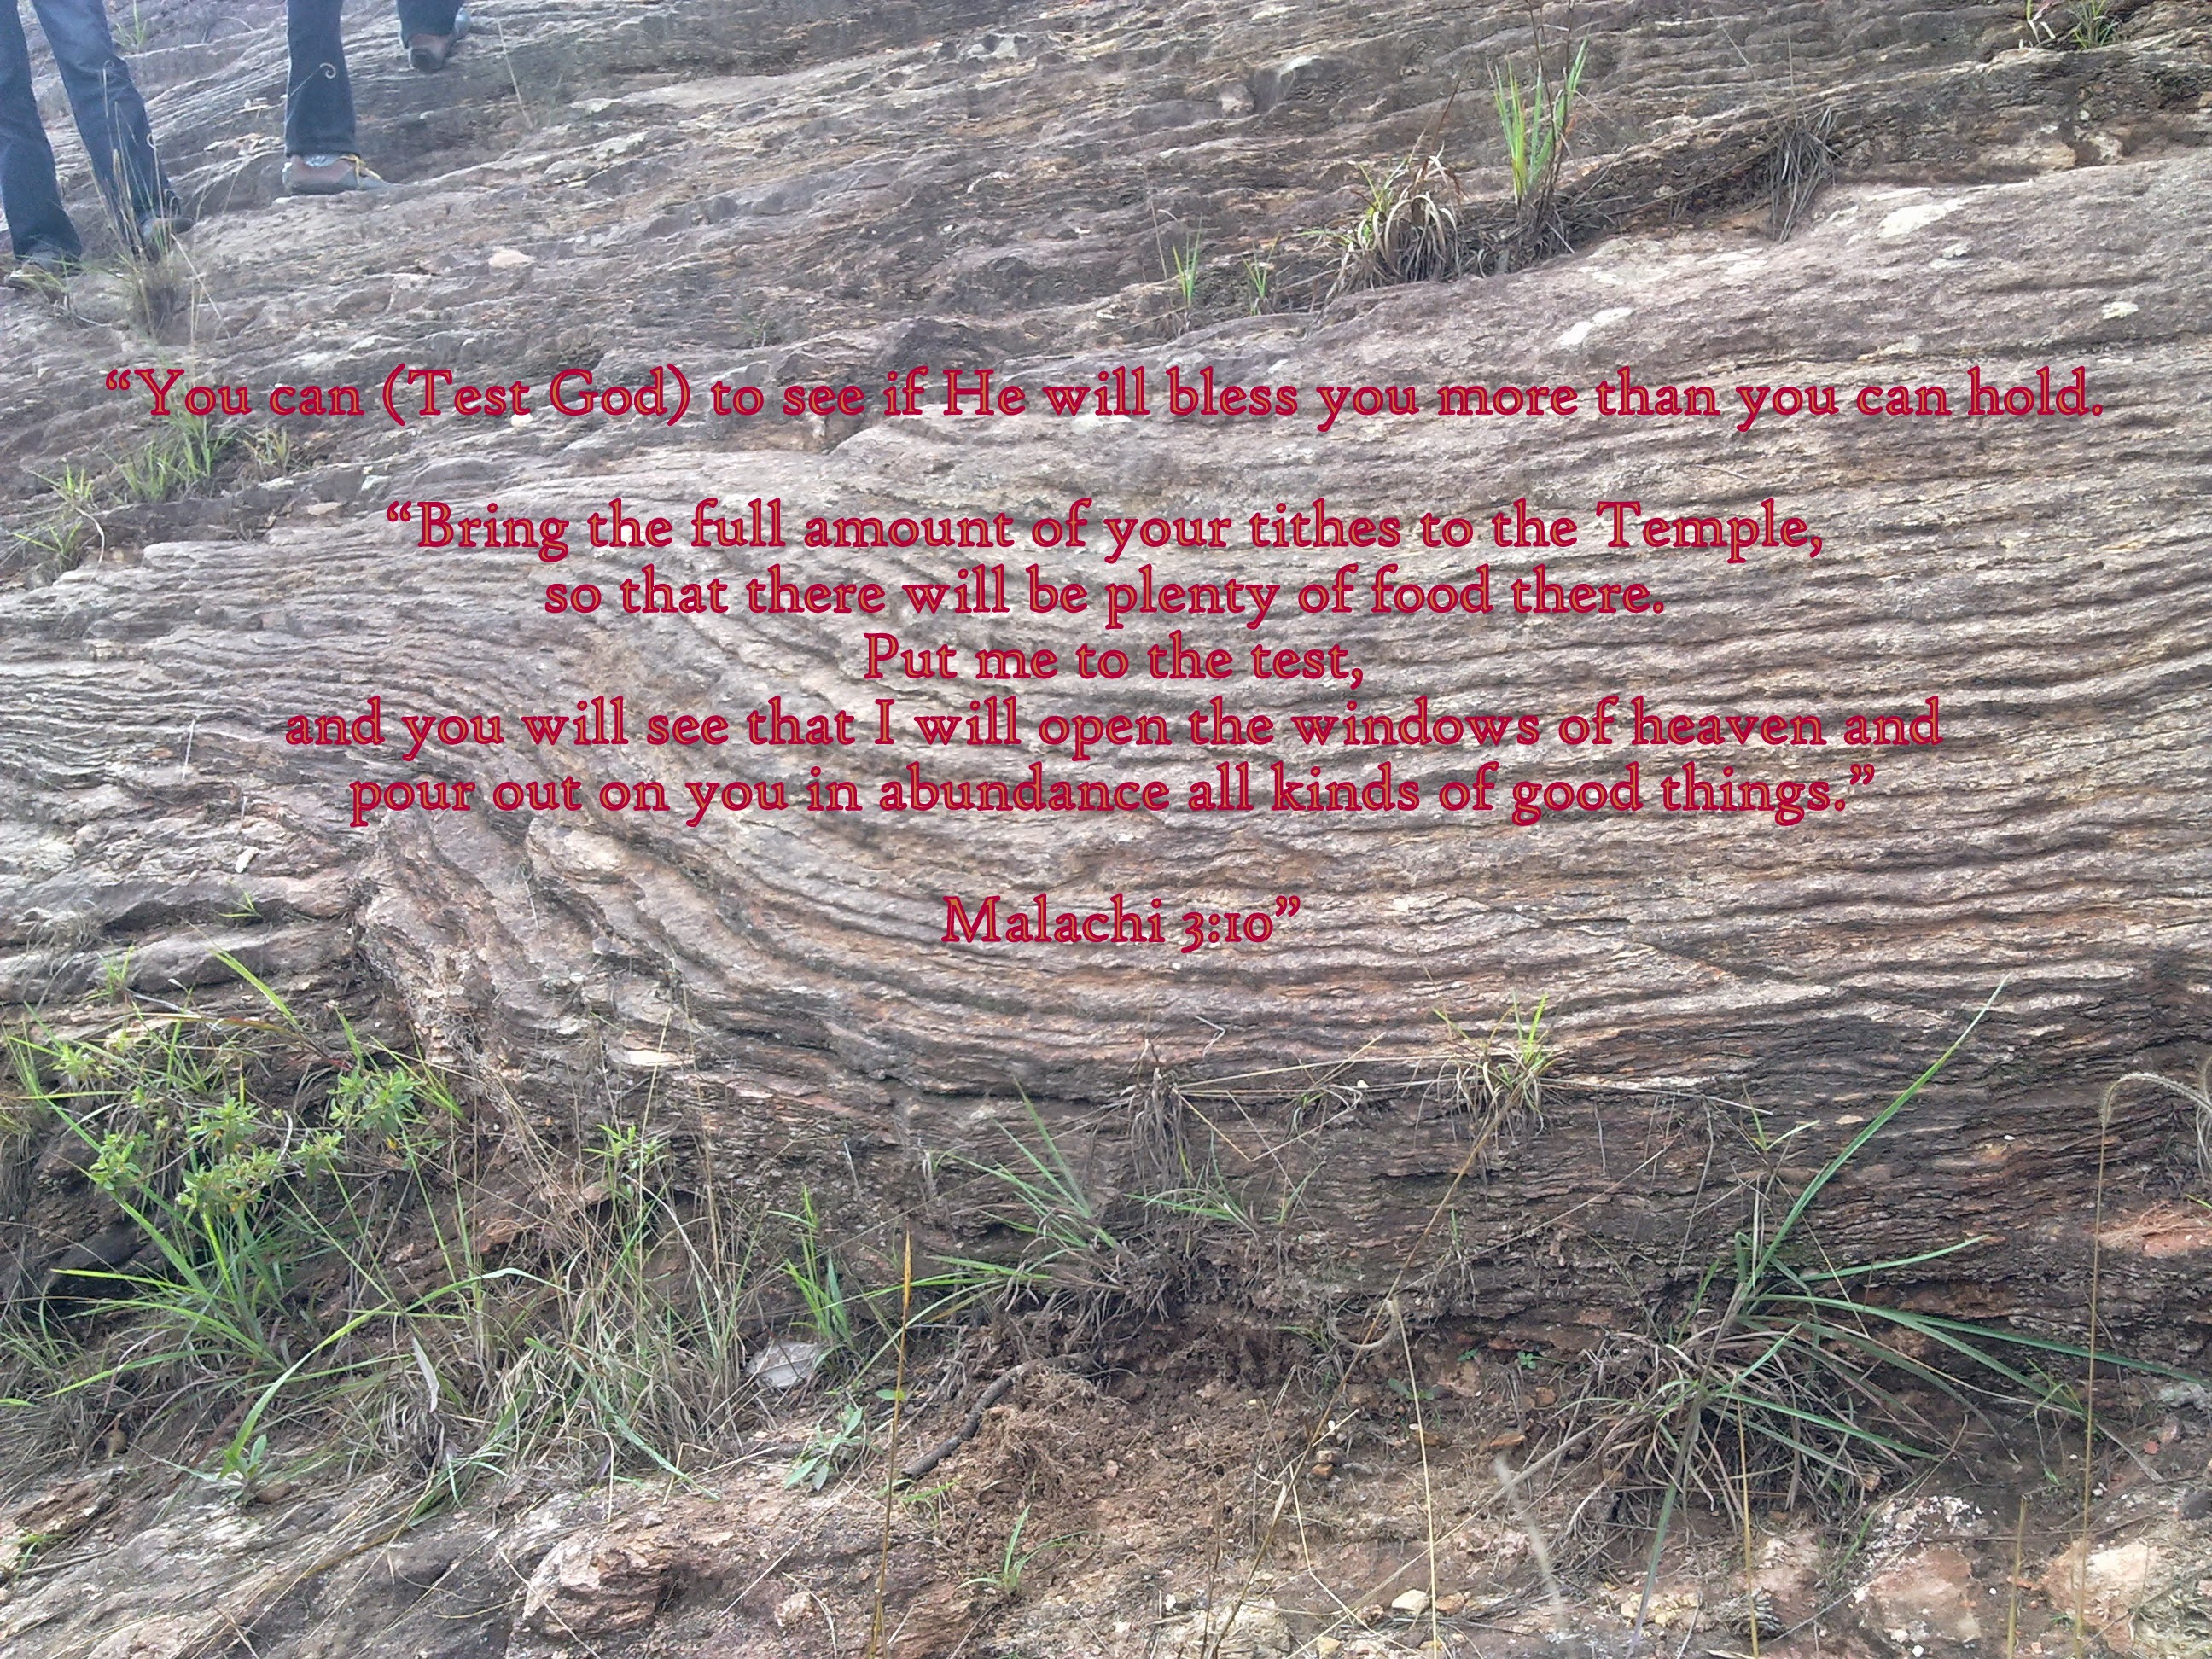 “You can (Test God) to see if He will bless you more than you can hold.
“Bring the full amount of your tithes to the Temple,
so that there will be plenty of food there.
Put me to the test,
and you will see that I will open the windows of heaven and
pour out on you in abundance all kinds of good things.”
Malachi 3:10”